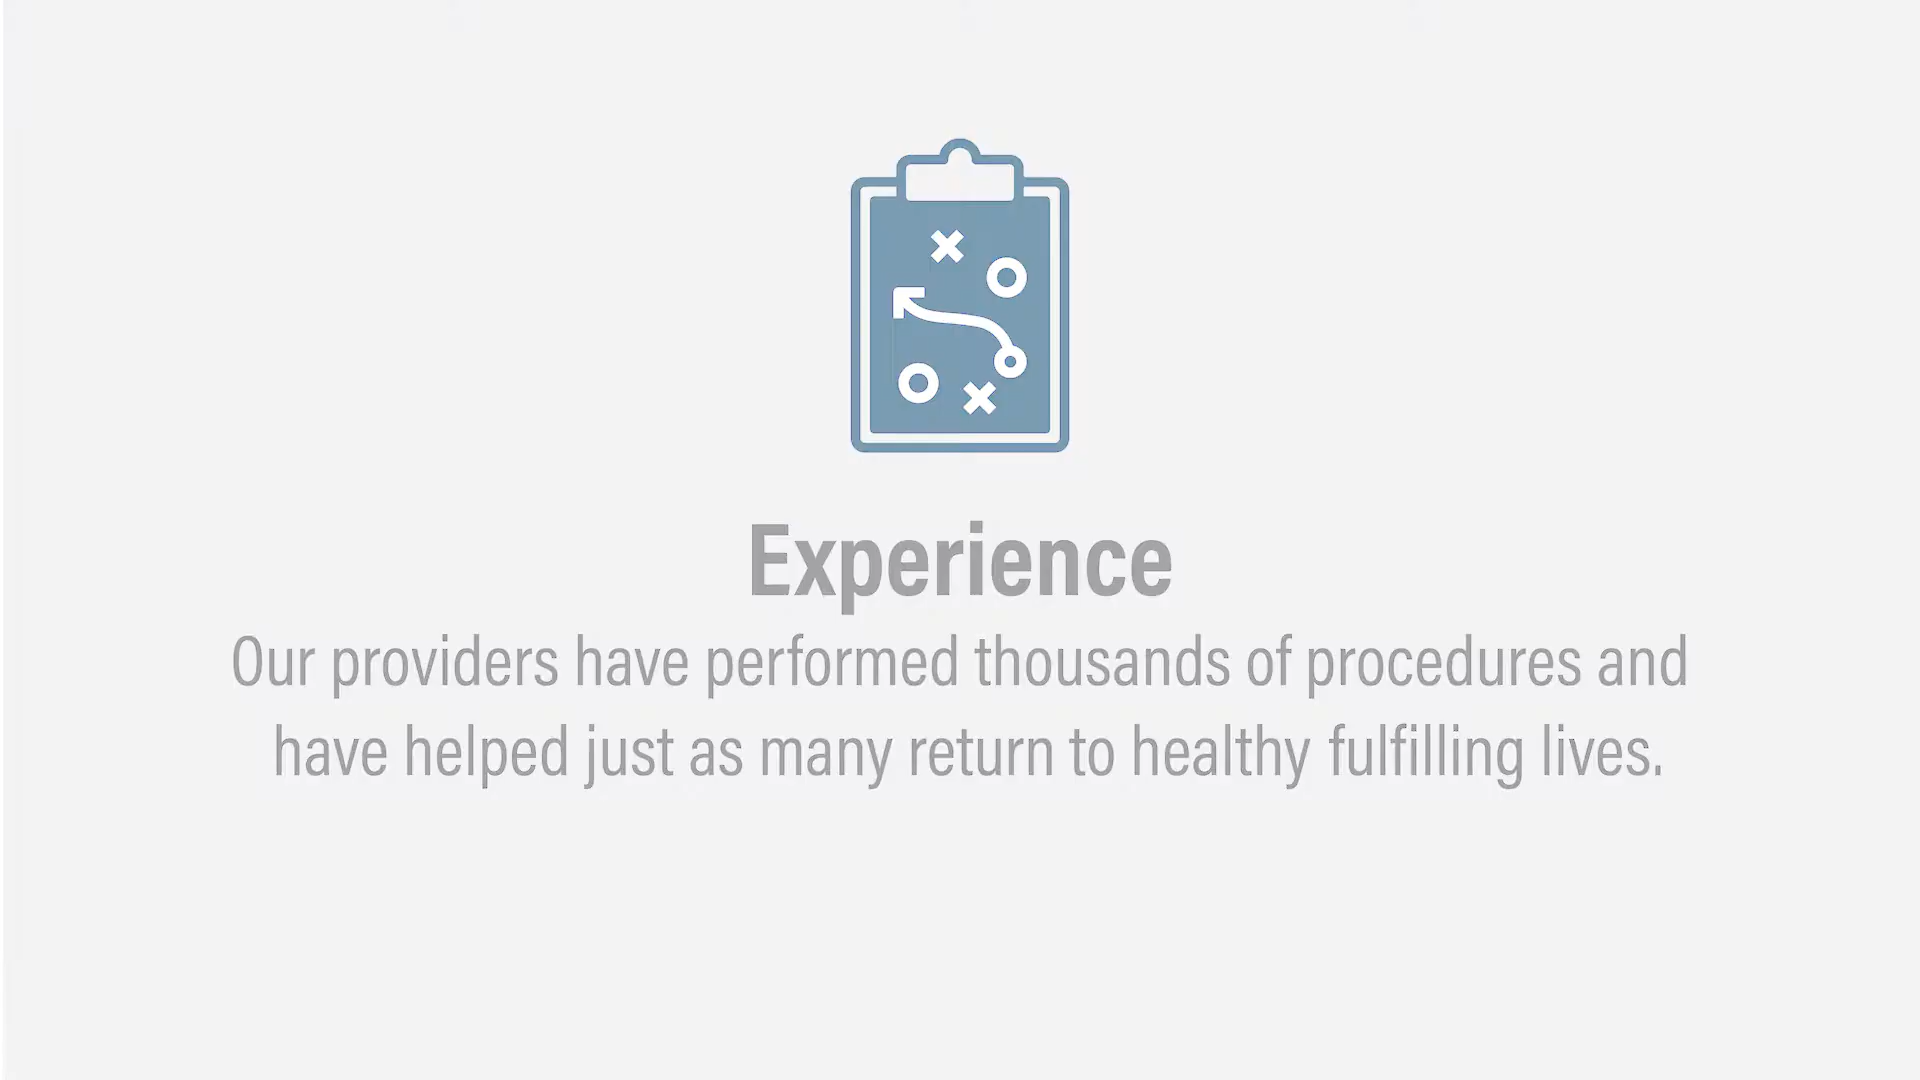 Experience
Our providers have performed thousands of procedures and
have helped just as many return to healthy fulfilling lives.